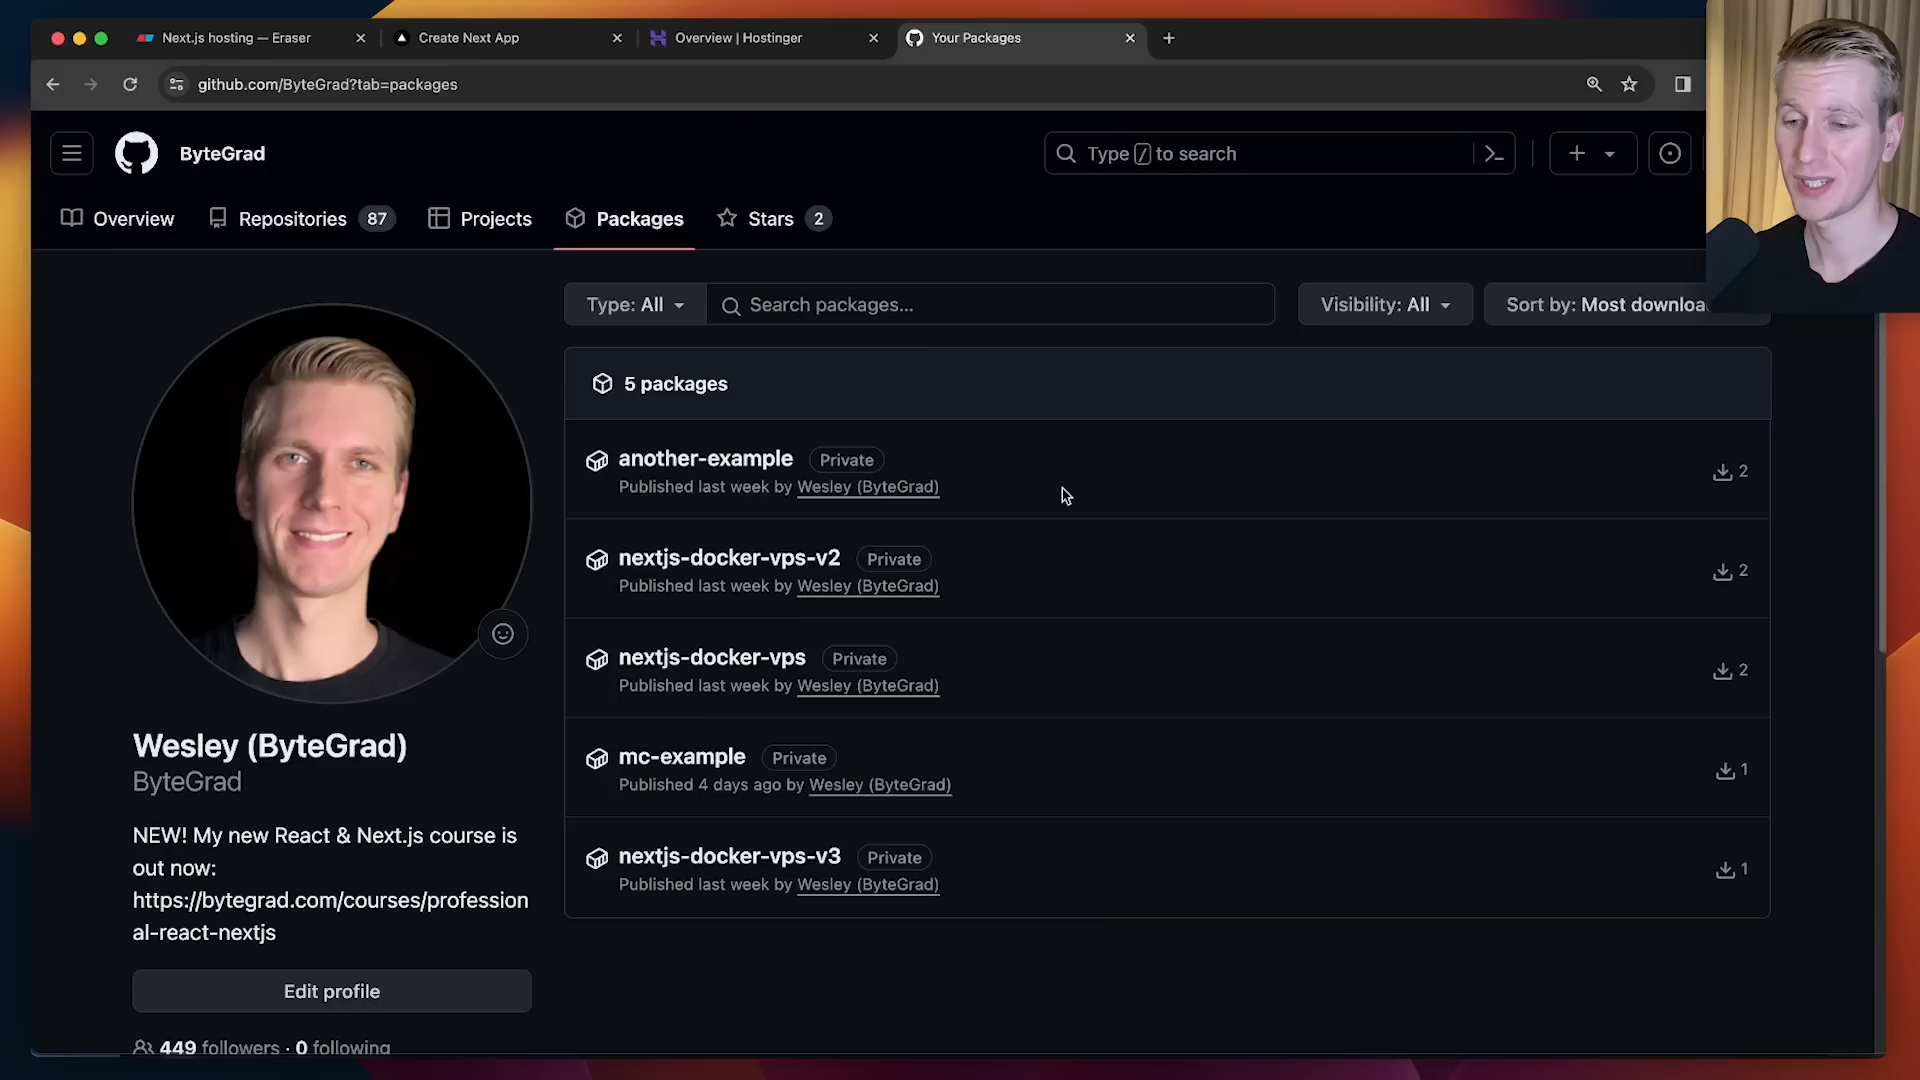 Next.js hosting — Eraser
Create Next App
Overview | Hostinger
Your Packages
github.com/ByteGrad?tab=packages
ByteGrad
Type / to search
Overview
Repositories 87
Projects
Packages
Stars 2
Type: All
Search packages...
Visibility: All
Sort by: Most downloa
5 packages
another-example Private
Published last week by Wesley (ByteGrad)
2
nextjs-docker-vps-v2 Private
Published last week by Wesley (ByteGrad)
2
nextjs-docker-vps Private
Published last week by Wesley (ByteGrad)
2
mc-example Private
Published 4 days ago by Wesley (ByteGrad)
1
nextjs-docker-vps-v3 Private
Published last week by Wesley (ByteGrad)
1
Wesley (ByteGrad)
ByteGrad
NEW! My new React & Next.js course is
out now:
https://bytegrad.com/courses/profession
al-react-nextjs
Edit profile
449 followers · 0 following